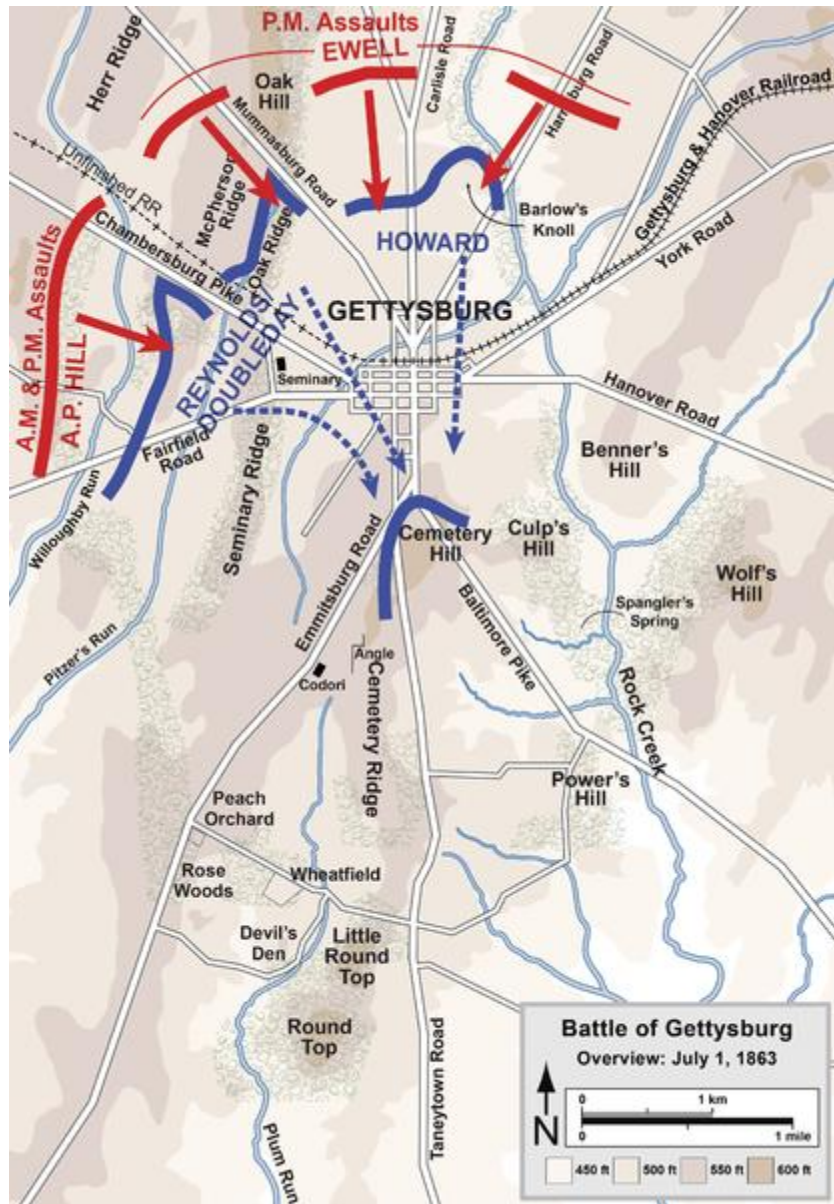 P.M. Assaults
EWELL
Herr Ridge
Oak
Hill
Mummasburg Road
Carlisle Road
Harrisburg Road
Gettysburg & Hanover Railroad
Unfinished RR
McPherson
Ridge
Chambersburg Pike
Oak Ridge
HOWARD
Barlow's
Knoll
York Road
A.M. & P.M. Assaults
A.P. HILL
REYNOLDS/
DOUBLEDAY
GETTYSBURG
Seminary
Hanover Road
Fairfield
Road
Benner's
Hill
Willoughby Run
Seminary Ridge
Cemetery
Hill
Culp's
Hill
Wolf's
Hill
Emmitsburg Road
Baltimore Pike
Spangler's
Spring
Pitzer's Run
Angle
Codori
Cemetery Ridge
Rock Creek
Power's
Hill
Peach
Orchard
Rose
Woods
Wheatfield
Devil's
Den
Little
Round
Top
Round
Top
Taneytown Road
Plum Run
Battle of Gettysburg
Overview: July 1, 1863
N
0 1 km
0 1 mile
450 ft 500 ft 550 ft 600 ft